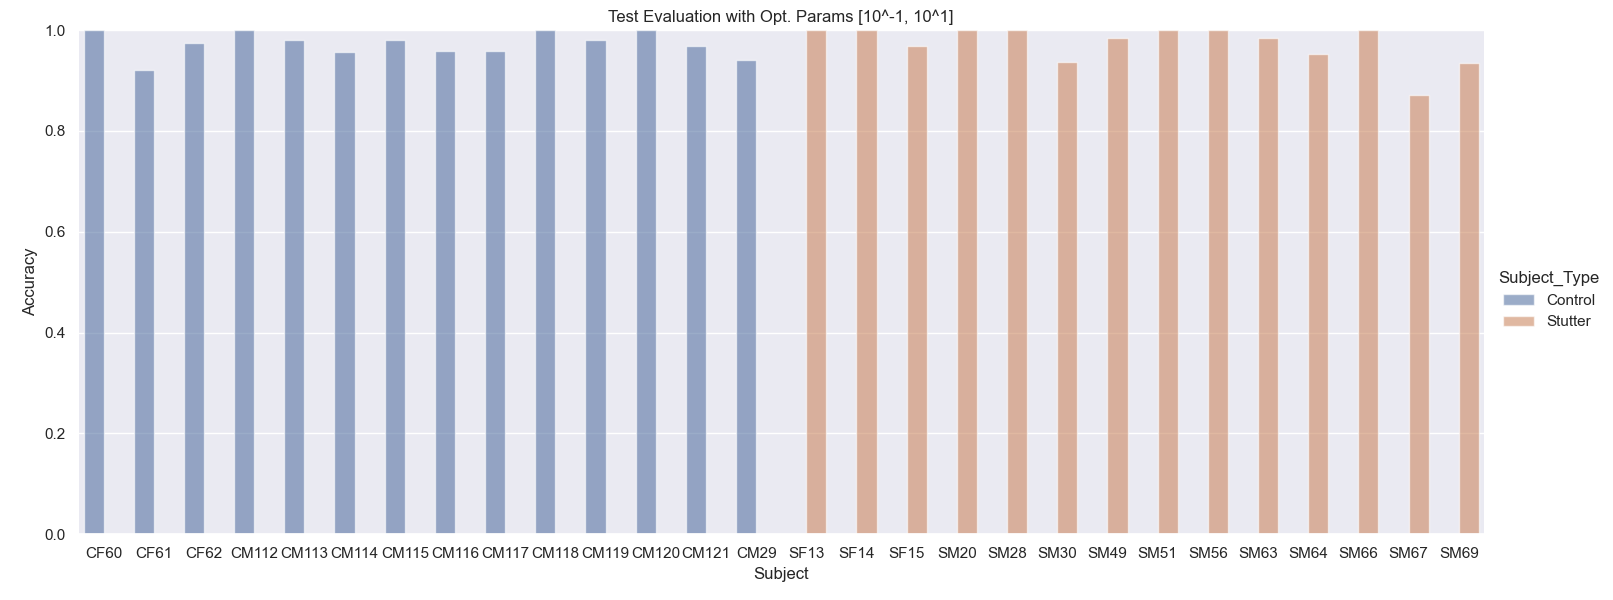 Test Evaluation with Opt. Params [10^-1, 10^1]
1.0
0.8
0.6
0.4
0.2
0.0
Accuracy
CF60 CF61 CF62 CM112 CM113 CM114 CM115 CM116 CM117 CM118 CM119 CM120 CM121 CM29 SF13 SF14 SF15 SM20 SM28 SM30 SM49 SM51 SM56 SM63 SM64 SM66 SM67 SM69
Subject
Subject_Type
Control
Stutter